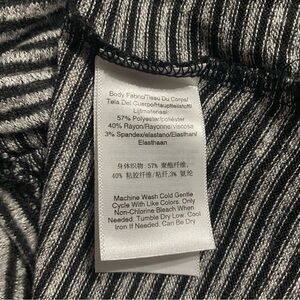 Body Fabric/Tissu Du Corps/
Tela Del Cuerpo/Hauptteilstoff/
Lijfmateriaal
57% Polyester/poliéster
40% Rayon/Rayonne/viscosa
3% Spandex/elastano/Elasthan/
Elasthaan
身体织物: 57% 聚酯纤维,
40% 粘胶纤维/粘纤,3% 氨纶
Machine Wash Cold Gentle
Cycle With Like Colors. Only
Non-Chlorine Bleach When
Needed. Tumble Dry Low. Cool
Iron If Needed. Can Be Dry